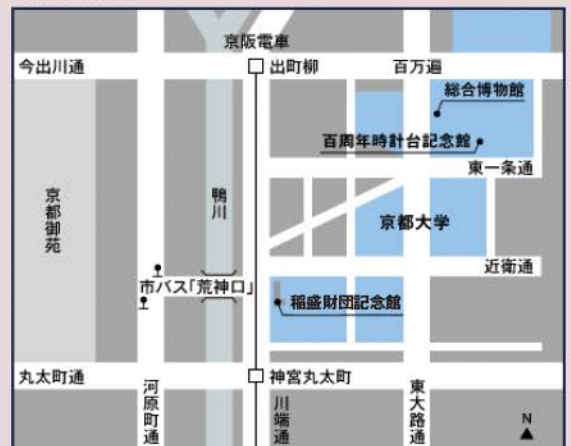 京阪電車
今出川通
出町柳
百万遍
総合博物館
百周年時計台記念館
東一条通
京都御苑
鴨川
京都大学
近衛通
市バス「荒神口」
稲盛財団記念館
丸太町通
神宮丸太町
河原町通
川端通
東大路通
N